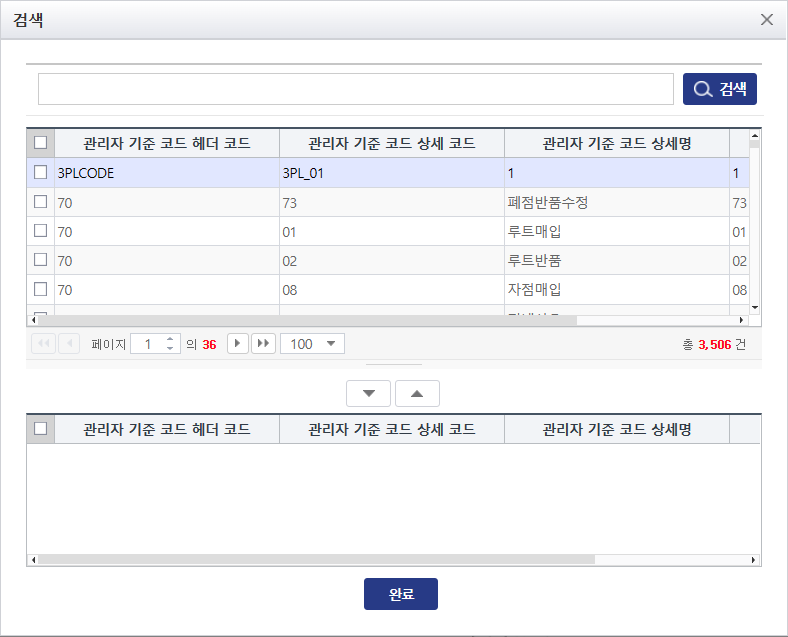 검색
검색
관리자 기준 코드 헤더 코드 관리자 기준 코드 상세 코드 관리자 기준 코드 상세명
3PLCODE 3PL_01 1 1
70 73 폐점반품수정 73
70 01 루트매입 01
70 02 루트반품 02
70 08 자점매입 08
페이지 1 의 36 100 총 3,506 건
관리자 기준 코드 헤더 코드 관리자 기준 코드 상세 코드 관리자 기준 코드 상세명
완료